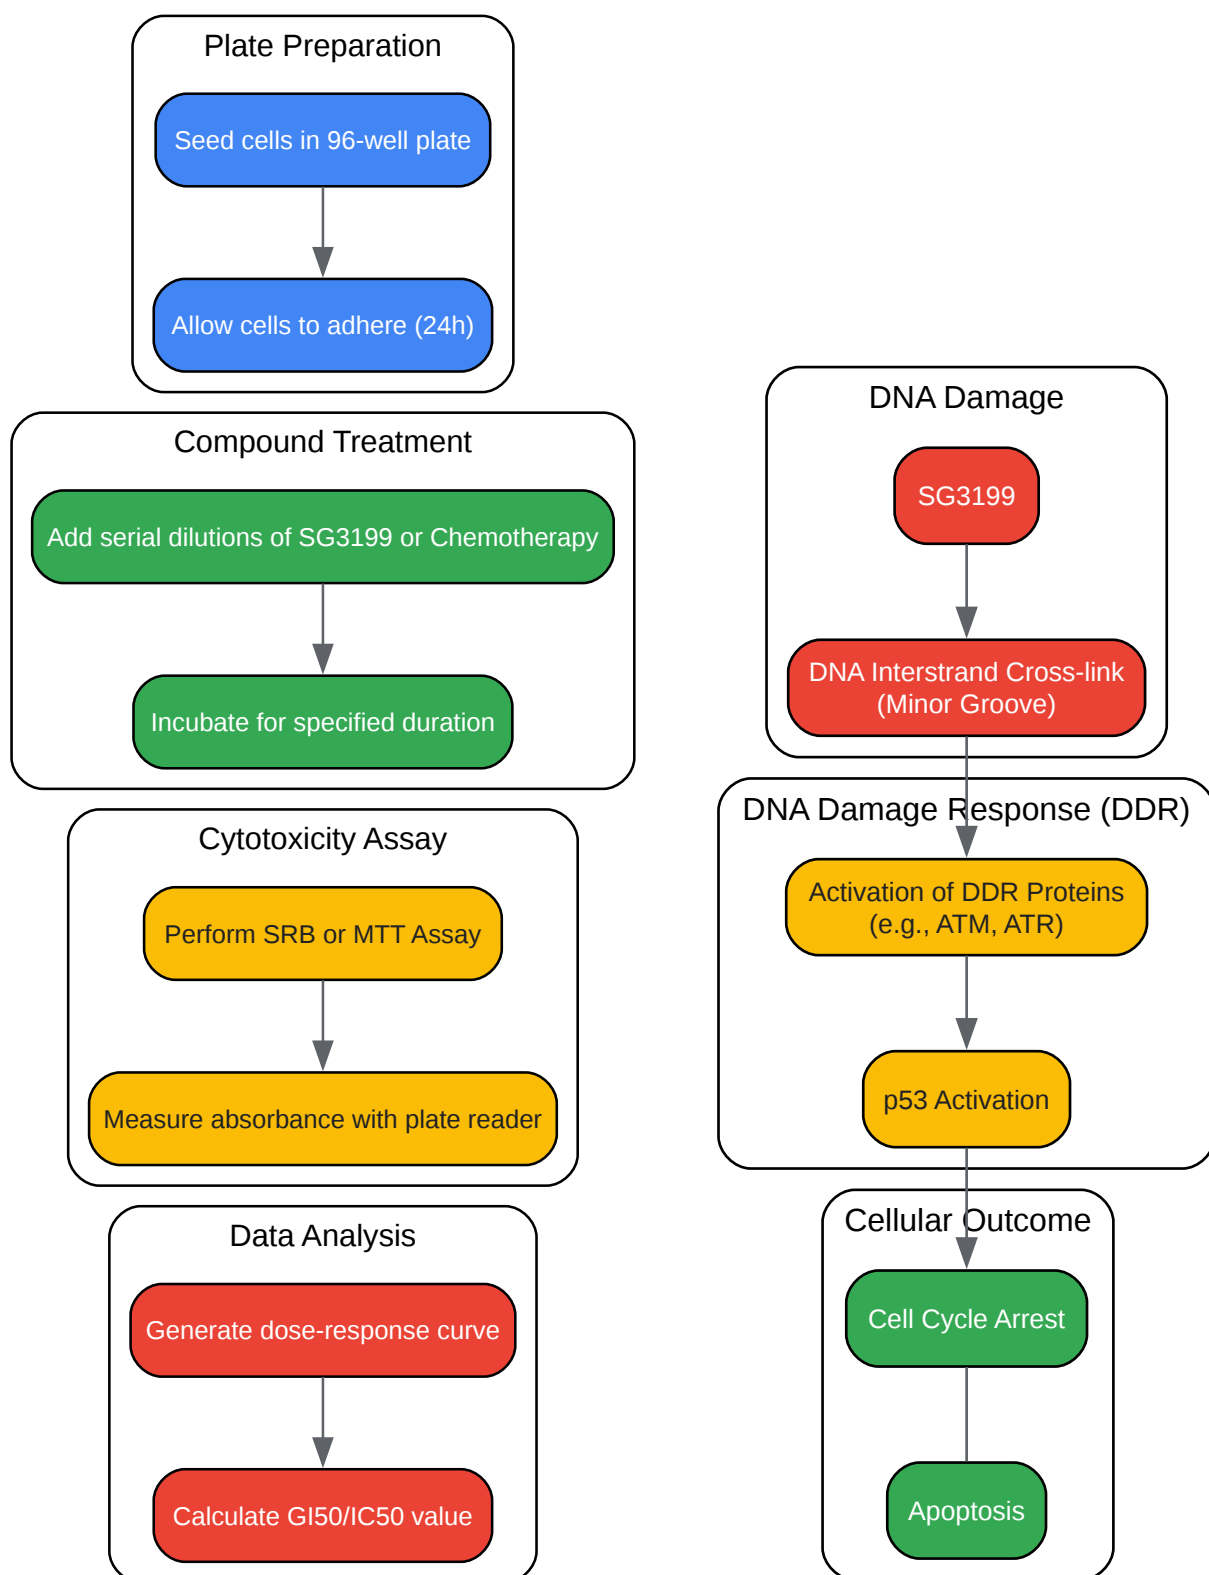 Plate Preparation
Seed cells in 96-well plate
Allow cells to adhere (24h)
Compound Treatment
Add serial dilutions of SG3199 or Chemotherapy
Incubate for specified duration
Cytotoxicity Assay
Perform SRB or MTT Assay
Measure absorbance with plate reader
Data Analysis
Generate dose-response curve
Calculate GI50/IC50 value
DNA Damage
SG3199
DNA Interstrand Cross-link
(Minor Groove)
DNA Damage Response (DDR)
Activation of DDR Proteins
(e.g., ATM, ATR)
p53 Activation
Cellular Outcome
Cell Cycle Arrest
Apoptosis